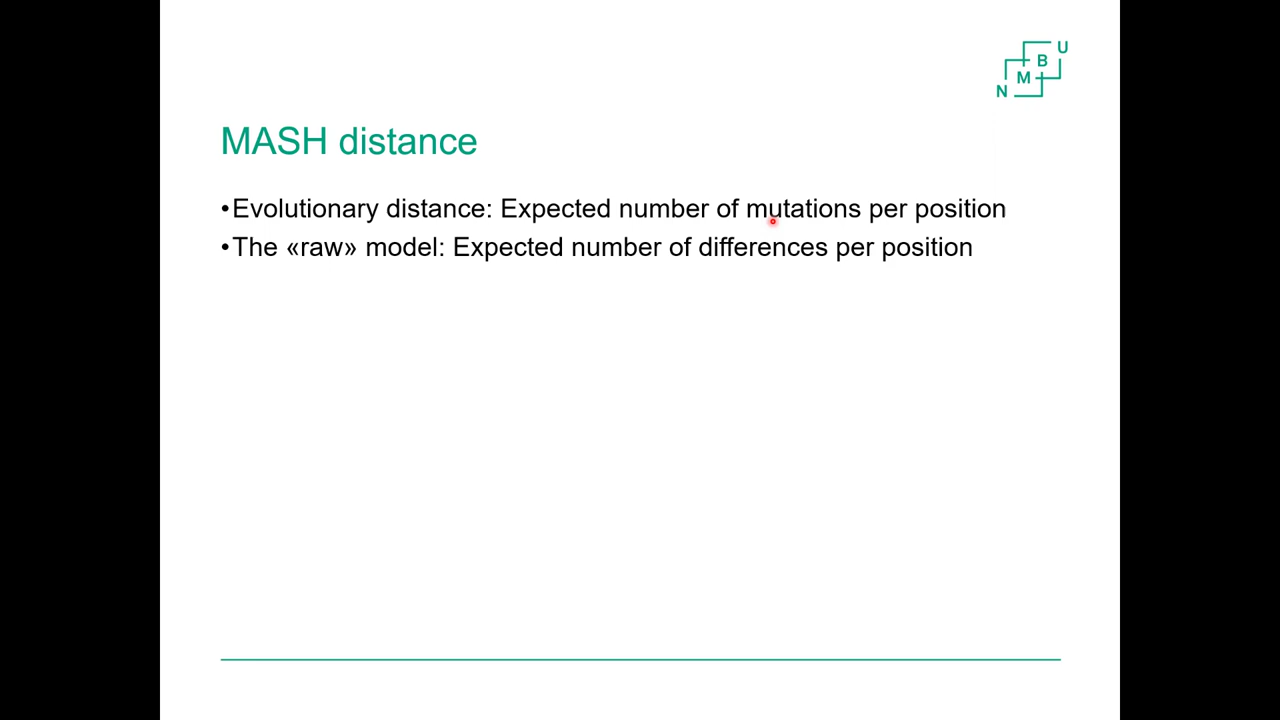 N M B U
MASH distance
•Evolutionary distance: Expected number of mutations per position
•The «raw» model: Expected number of differences per position